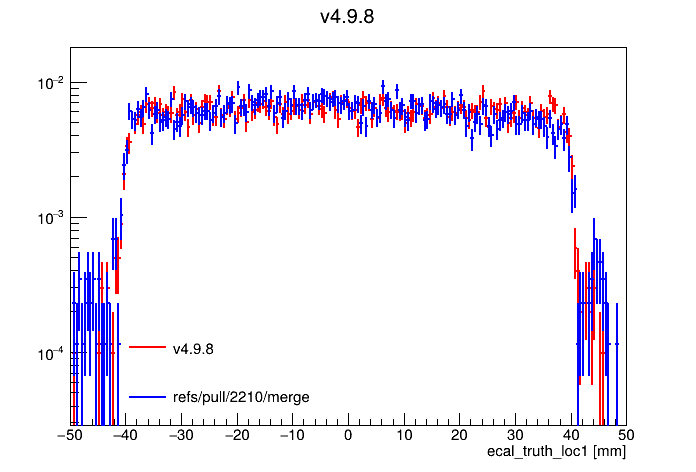 v4.9.8
10⁻²
10⁻³
10⁻⁴
v4.9.8
refs/pull/2210/merge
−50 −40 −30 −20 −10 0 10 20 30 40 50
ecal_truth_loc1 [mm]